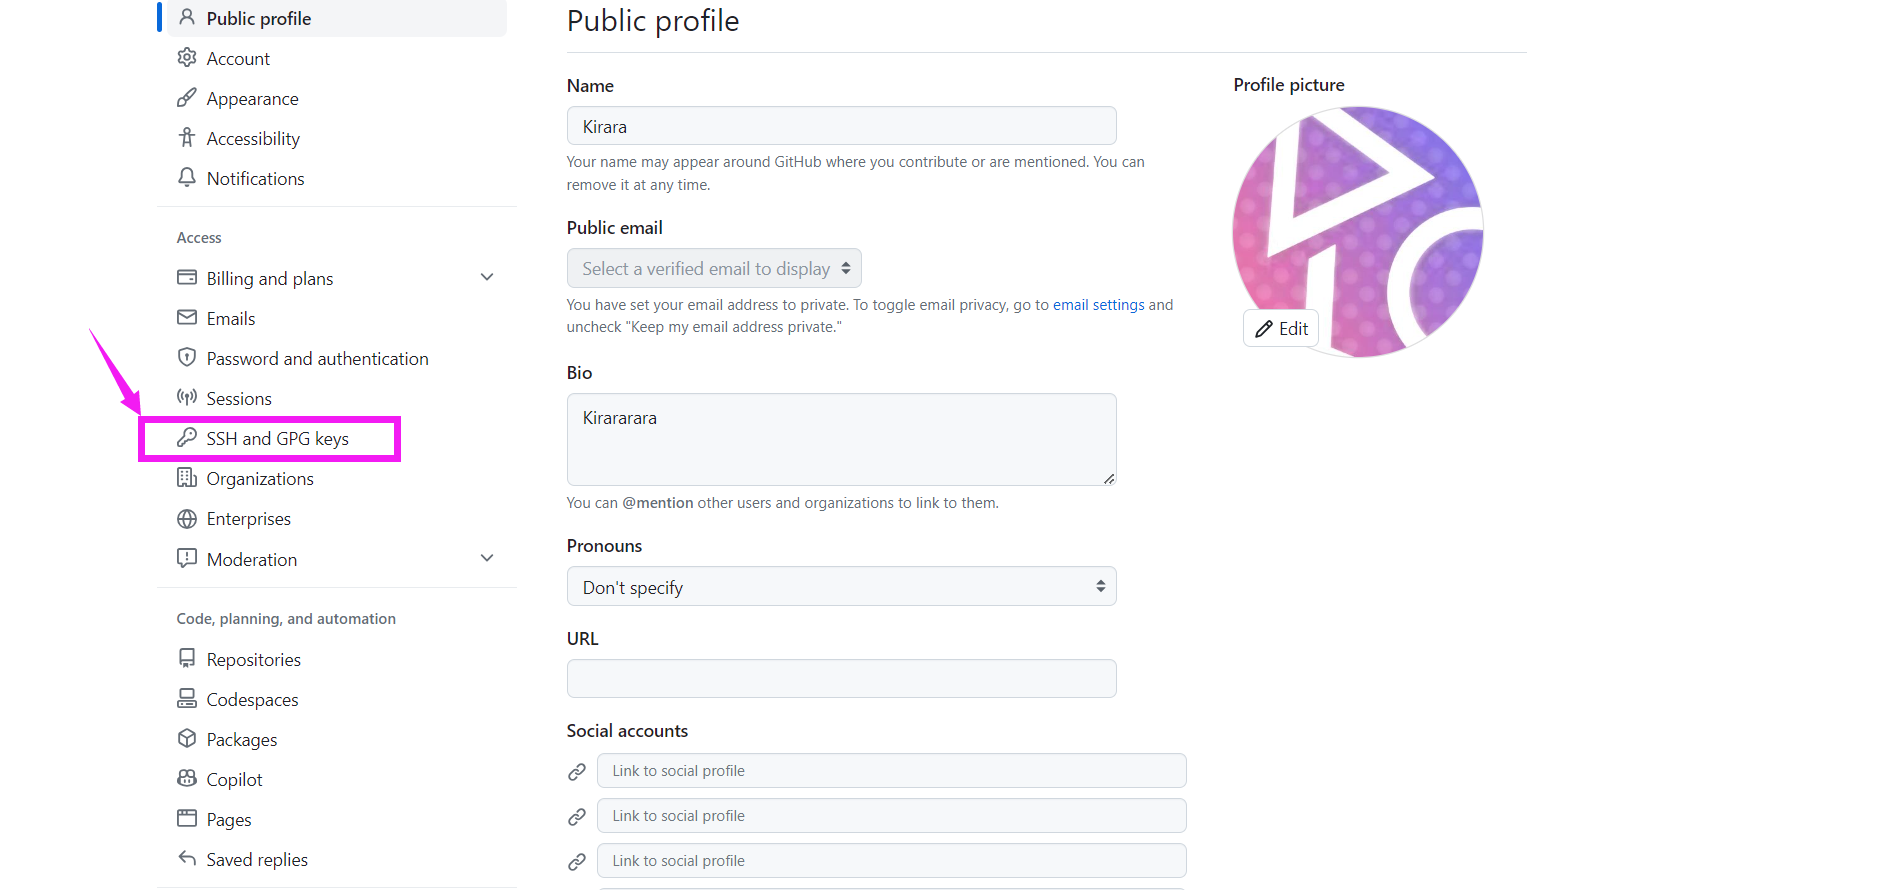 Public profile
Account
Appearance
Accessibility
Notifications
Access
Billing and plans
Emails
Password and authentication
Sessions
SSH and GPG keys
Organizations
Enterprises
Moderation
Code, planning, and automation
Repositories
Codespaces
Packages
Copilot
Pages
Saved replies
Public profile
Name
Kirara
Your name may appear around GitHub where you contribute or are mentioned. You can
remove it at any time.
Public email
Select a verified email to display
You have set your email address to private. To toggle email privacy, go to email settings and
uncheck "Keep my email address private."
Bio
Kirararara
You can @mention other users and organizations to link to them.
Pronouns
Don't specify
URL
Social accounts
Link to social profile
Link to social profile
Link to social profile
Profile picture
Edit